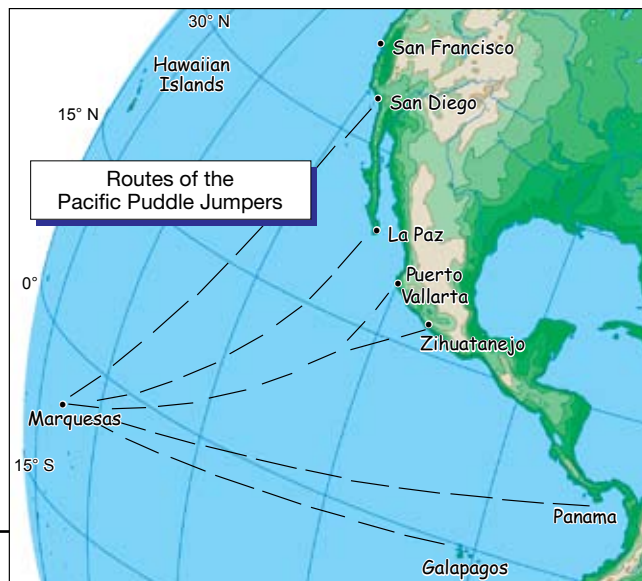 30° N
San Francisco
Hawaiian
Islands
San Diego
15° N
Routes of the
Pacific Puddle Jumpers
La Paz
0°
Puerto
Vallarta
Zihuatanejo
Marquesas
15° S
Panama
Galapagos